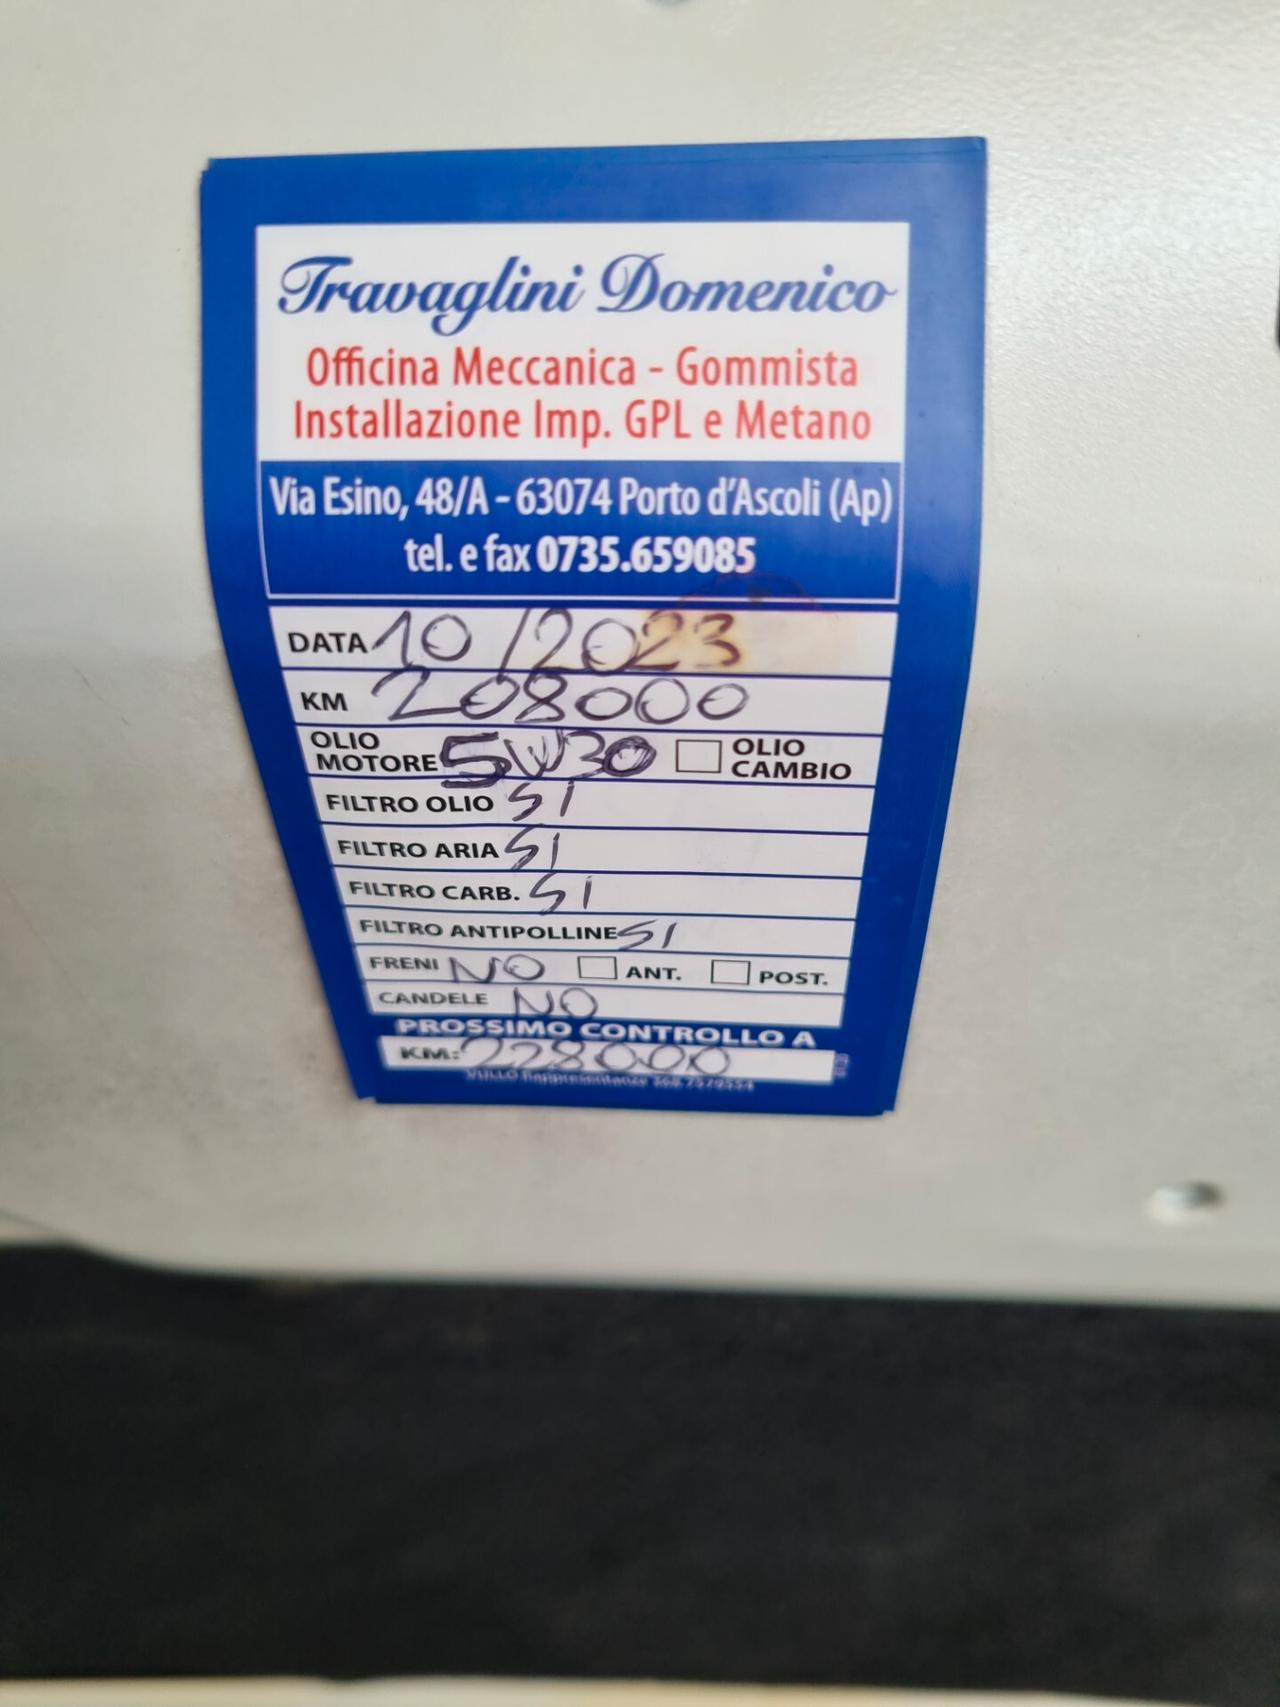 Travaglini Domenico
Officina Meccanica - Gommista
Installazione Imp. GPL e Metano
Via Esino, 48/A - 63074 Porto d'Ascoli (Ap)
tel. e fax 0735.659085
DATA 10/2023
KM 208000
OLIO MOTORE 5W30 OLIO CAMBIO
FILTRO OLIO SI
FILTRO ARIA SI
FILTRO CARB. SI
FILTRO ANTIPOLLINE SI
FRENI NO ANT. POST.
CANDELE NO
PROSSIMO CONTROLLO A
KM: 228000
VULLO Rappresentanze